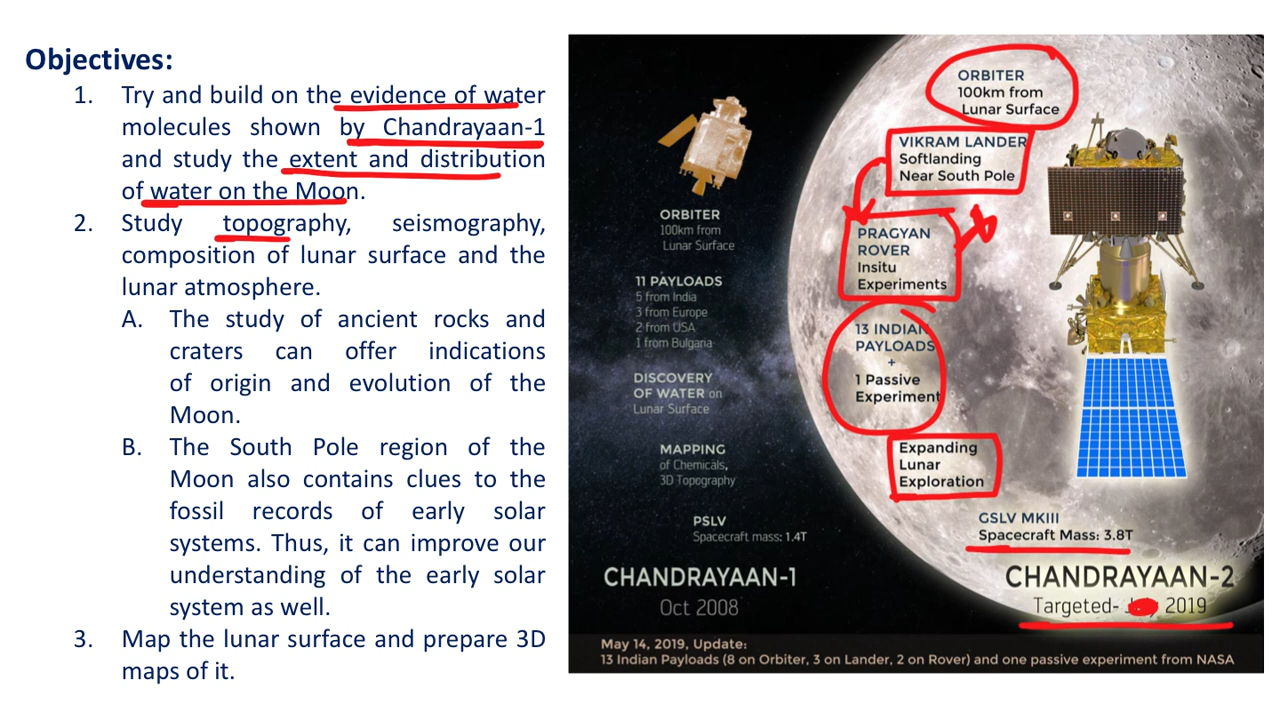 Objectives:
1. Try and build on the evidence of water
molecules shown by Chandrayaan-1
and study the extent and distribution
of water on the Moon.
2. Study topography, seismography,
composition of lunar surface and the
lunar atmosphere.
A. The study of ancient rocks and
craters can offer indications
of origin and evolution of the
Moon.
B. The South Pole region of the
Moon also contains clues to the
fossil records of early solar
systems. Thus, it can improve our
understanding of the early solar
system as well.
3. Map the lunar surface and prepare 3D
maps of it.
ORBITER
100km from
Lunar Surface
11 PAYLOADS
5 from India
3 from Europe
2 from USA
1 from Bulgaria
DISCOVERY
OF WATER on
Lunar Surface
MAPPING
of Chemicals,
3D Topography
PSLV
Spacecraft mass: 1.4T
CHANDRAYAAN-1
Oct 2008
ORBITER
100km from
Lunar Surface
VIKRAM LANDER
Softlanding
Near South Pole
PRAGYAN
ROVER
Insitu
Experiments
13 INDIAN
PAYLOADS
+
1 Passive
Experiment
Expanding
Lunar
Exploration
GSLV MKIII
Spacecraft Mass: 3.8T
CHANDRAYAAN-2
Targeted- 2019
May 14, 2019, Update:
13 Indian Payloads (8 on Orbiter, 3 on Lander, 2 on Rover) and one passive experiment from NASA